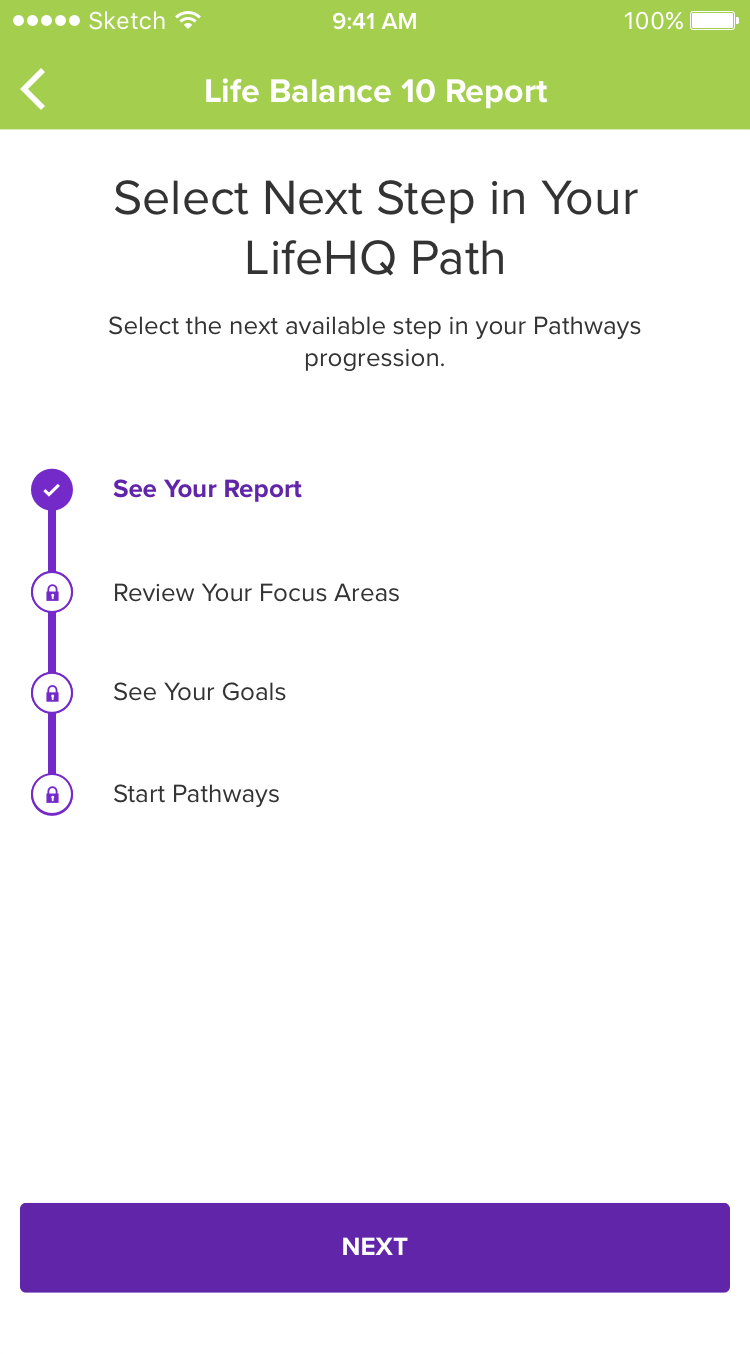 Sketch 9:41 AM 100%
Life Balance 10 Report
Select Next Step in Your
LifeHQ Path
Select the next available step in your Pathways
progression.
See Your Report
Review Your Focus Areas
See Your Goals
Start Pathways
NEXT